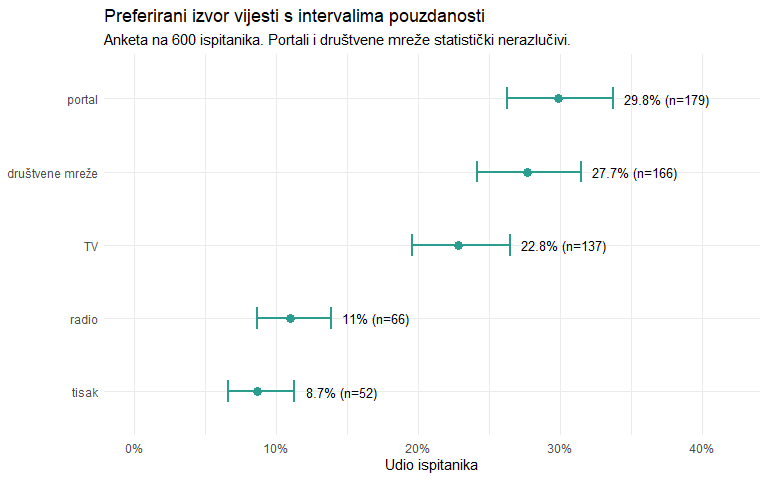 Preferirani izvor vijesti s intervalima pouzdanosti
Anketa na 600 ispitanika. Portali i društvene mreže statistički nerazlučivi.
portal
29.8% (n=179)
društvene mreže
27.7% (n=166)
TV
22.8% (n=137)
radio
11% (n=66)
tisak
8.7% (n=52)
0% 10% 20% 30% 40%
Udio ispitanika